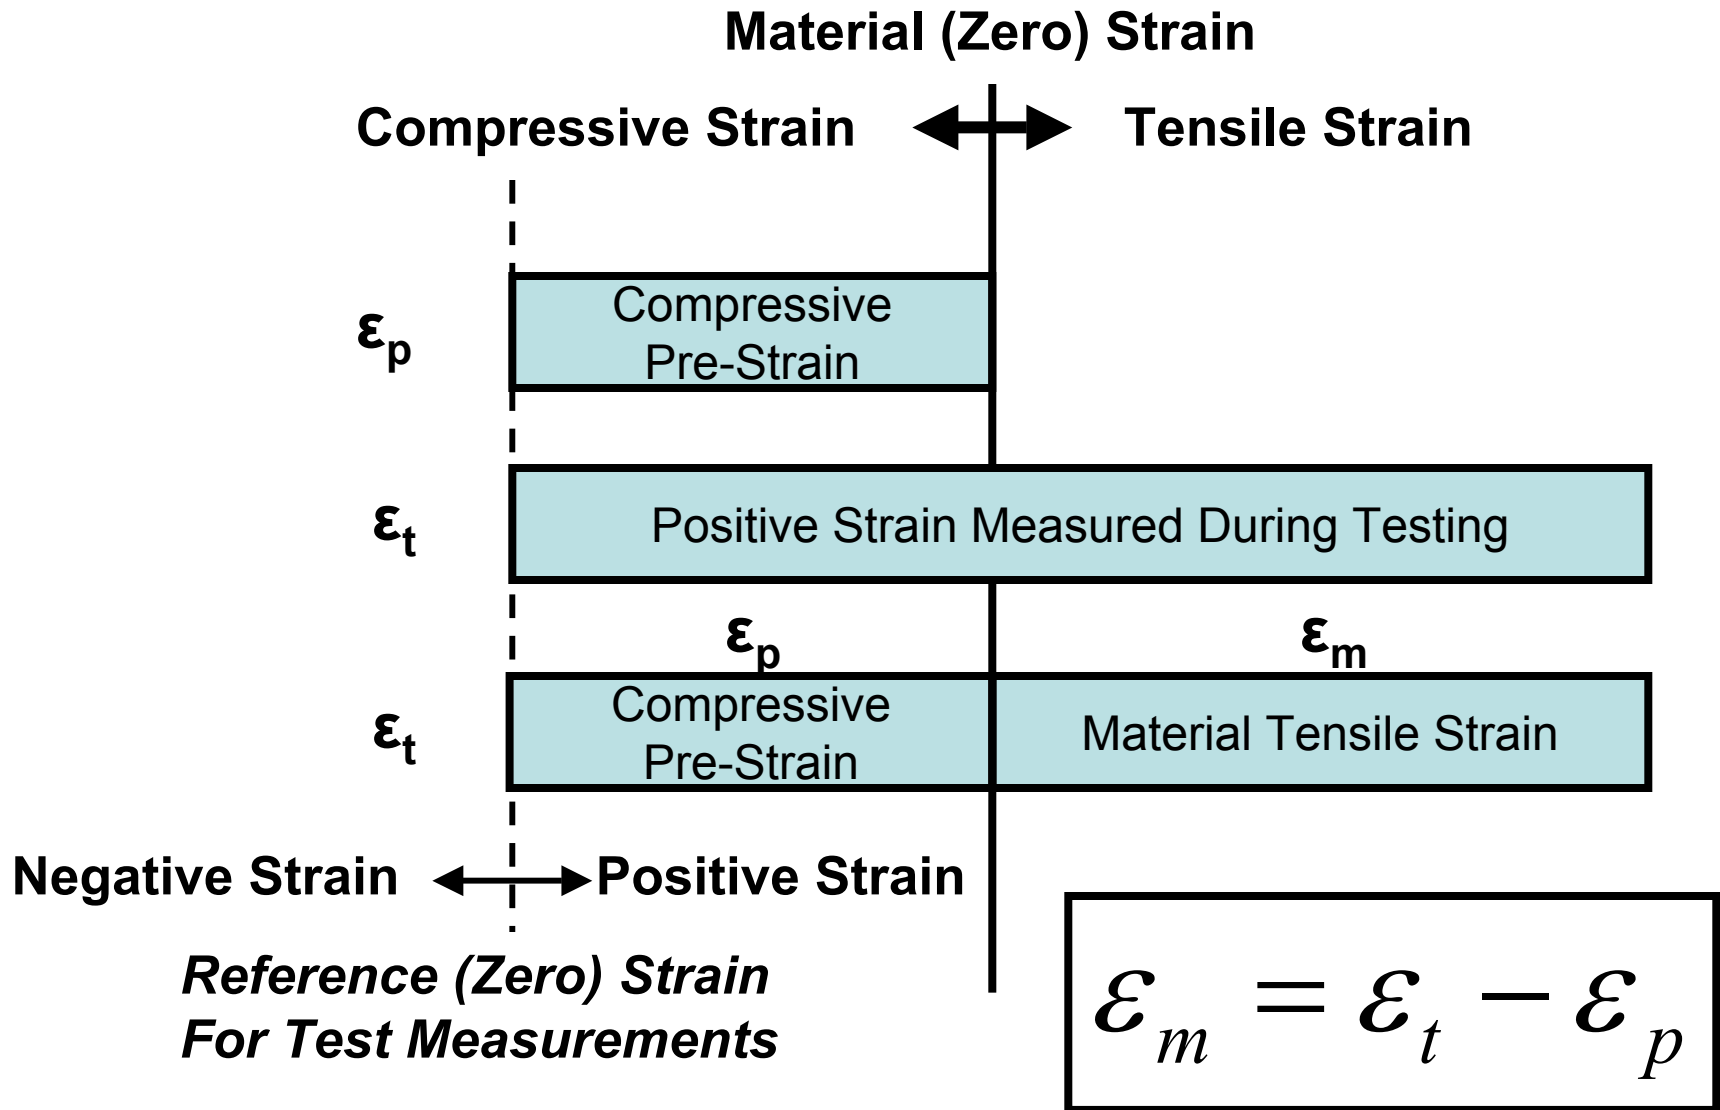 Material (Zero) Strain
Compressive Strain
Tensile Strain
εp
Compressive
Pre-Strain
εt
Positive Strain Measured During Testing
εp
εm
εt
Compressive
Pre-Strain
Material Tensile Strain
Negative Strain
Positive Strain
Reference (Zero) Strain
For Test Measurements
εm = εt − εp